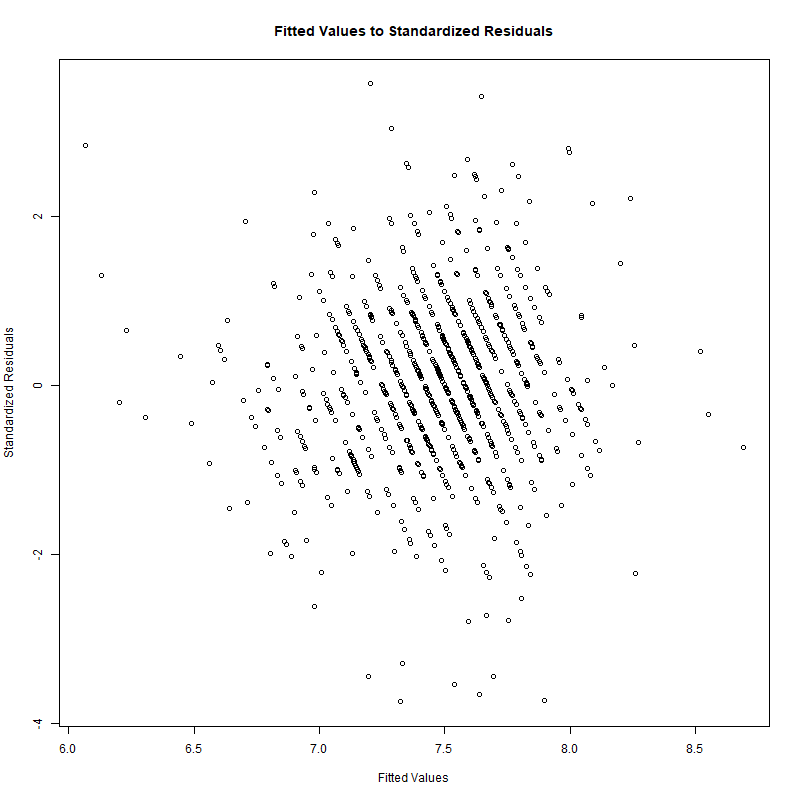 Fitted Values to Standardized Residuals
Standardized Residuals
2
0
-2
-4
6.0 6.5 7.0 7.5 8.0 8.5
Fitted Values